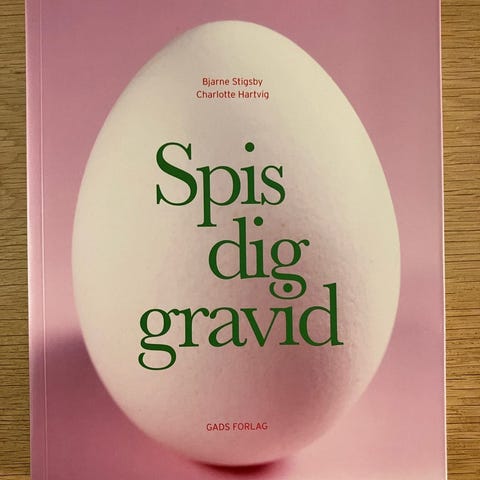 Bjarne Stigsby
Charlotte Hartvig
Spis
dig
gravid
GADS FORLAG